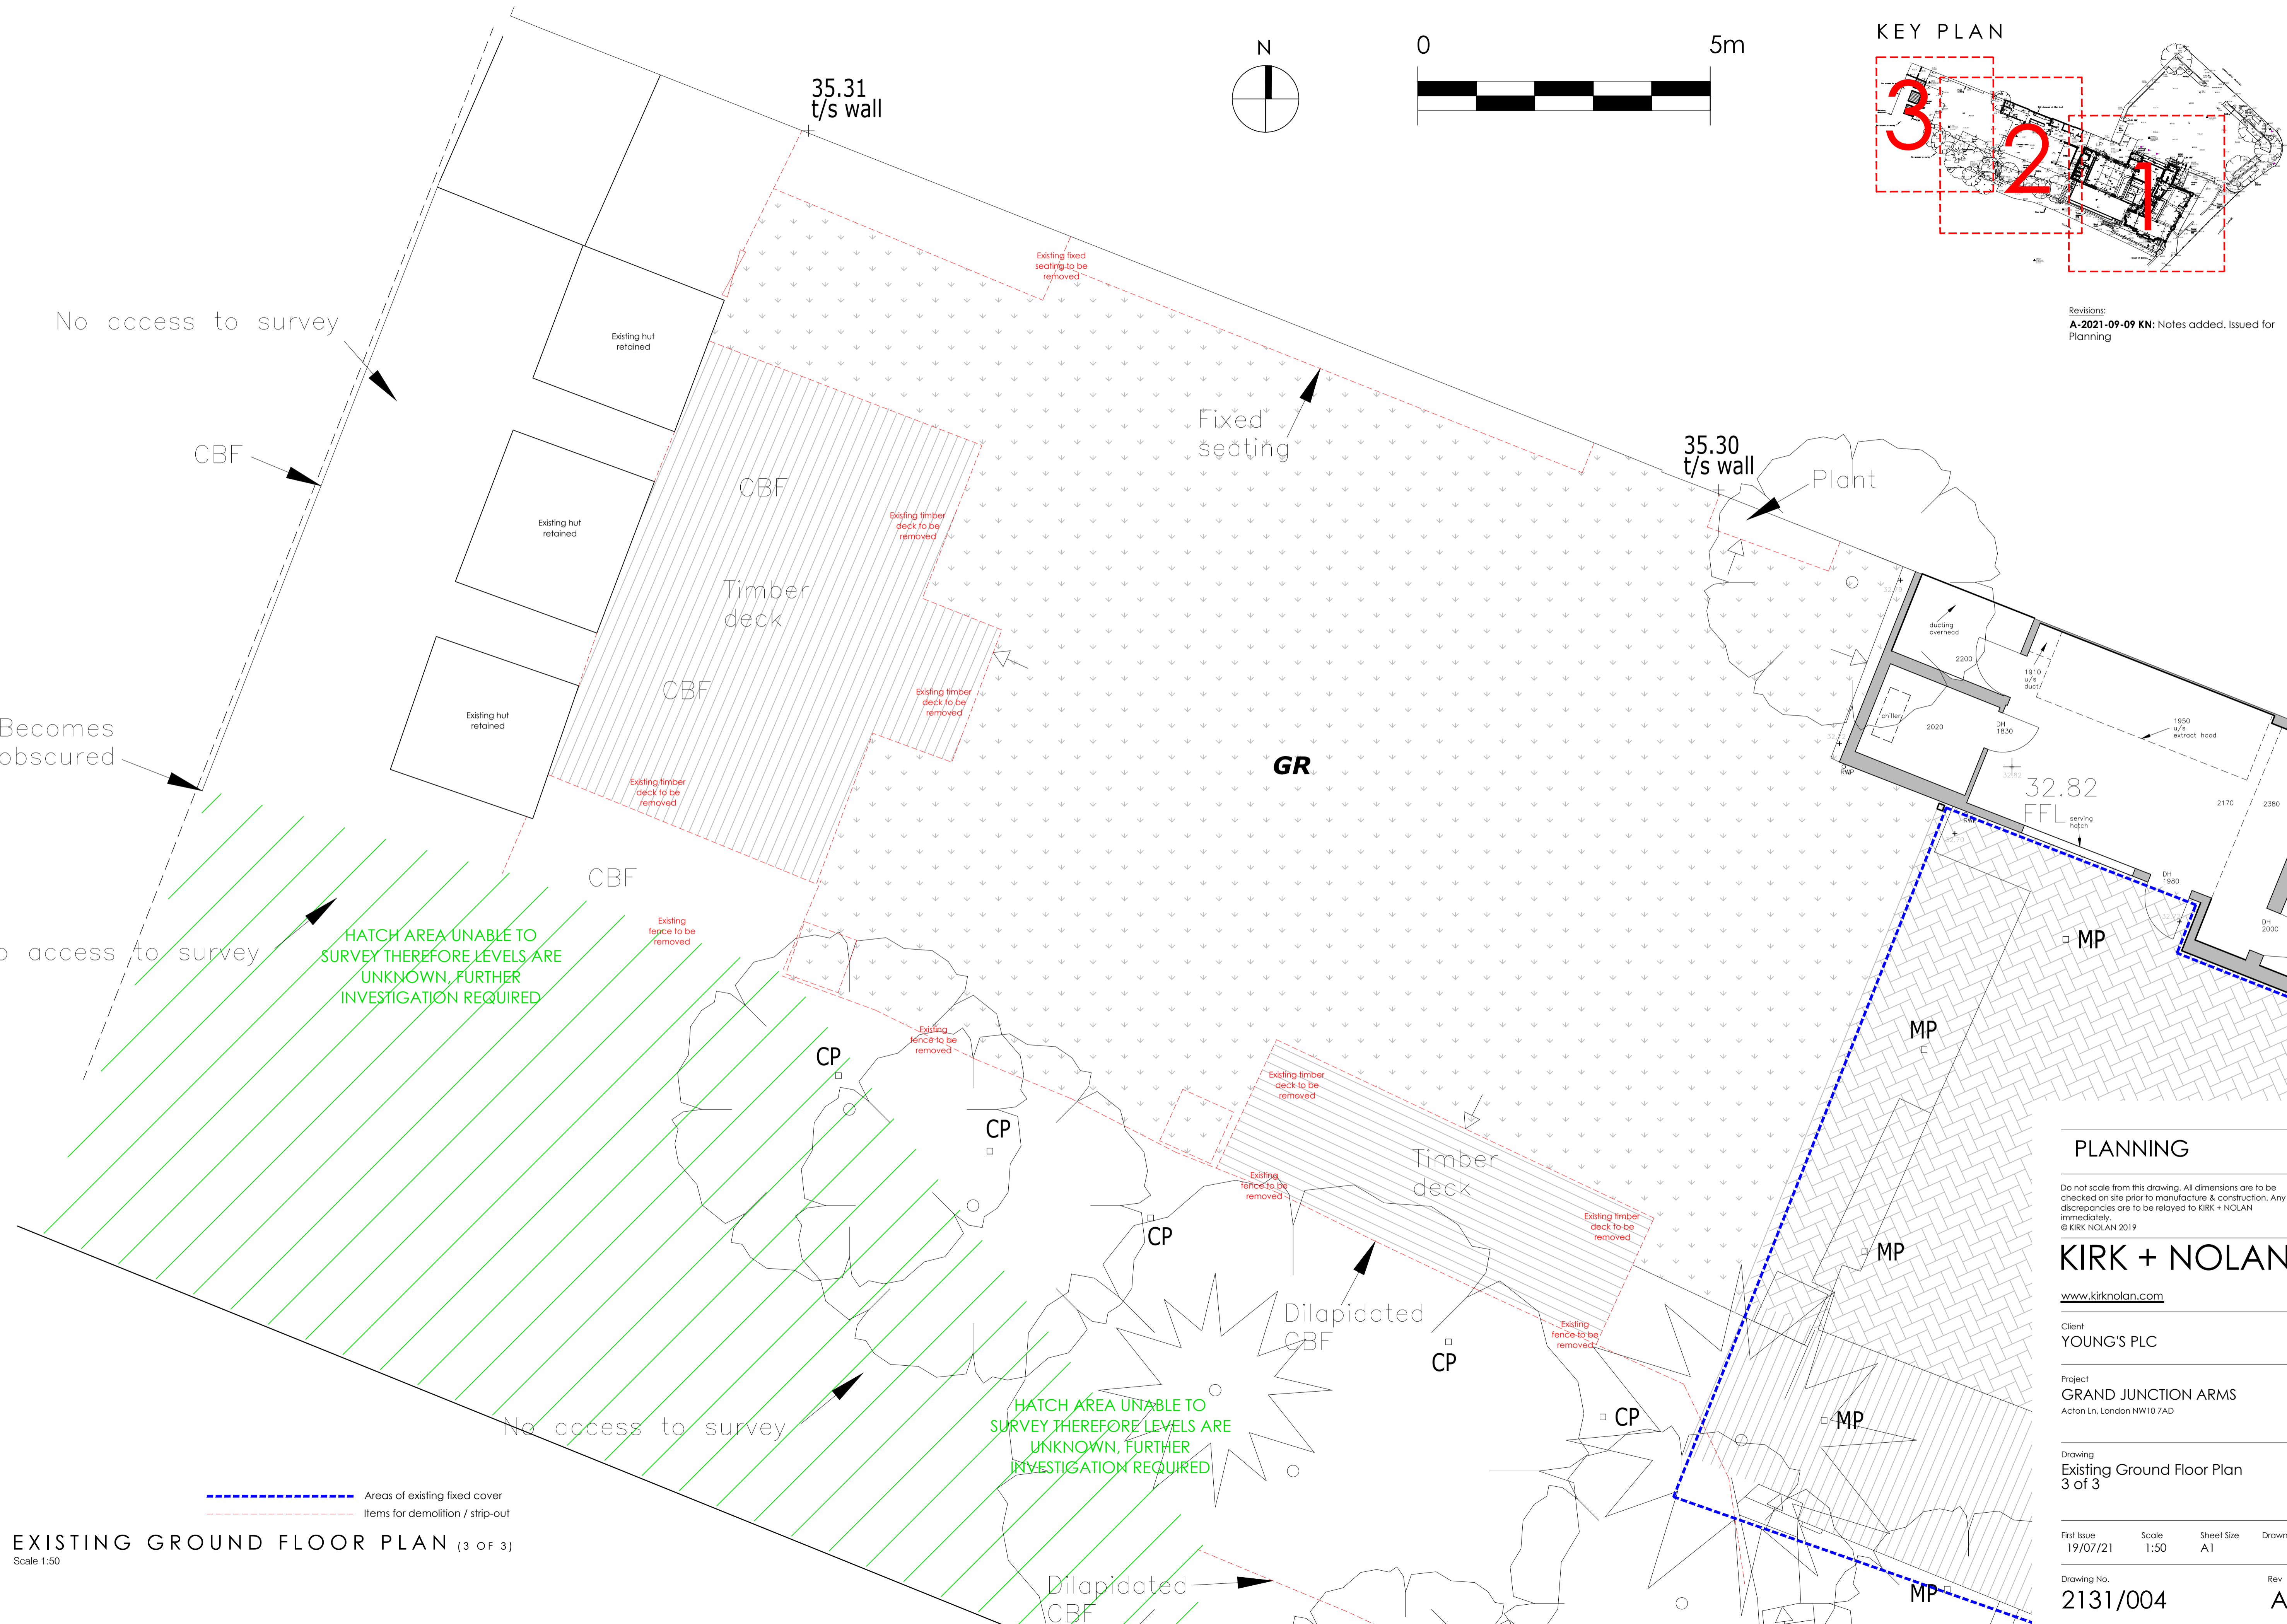 KEY PLAN
N
0
5m
3
2
1
35.31
t/s wall
Existing fixed
seating to be
removed
Revisions:
A-2021-09-09 KN: Notes added. Issued for
Planning
No access to survey
Existing hut
retained
CBF
Fixed
seating
35.30
t/s wall
Plant
CBF
Existing hut
retained
Existing timber
deck to be
removed
Timber
deck
ducting
overhead
2200
1910
u/s
duct
CBF
Existing timber
deck to be
removed
Existing hut
retained
chiller
2020
DH
1830
1950
u/s
extract hood
Becomes
obscured
GR
RWP
32.82
FFL
2170
2380
Existing timber
deck to be
removed
serving
hatch
CBF
DH
1980
DH
2000
Existing
fence to be
removed
access to survey
HATCH AREA UNABLE TO
SURVEY THEREFORE LEVELS ARE
UNKNOWN, FURTHER
INVESTIGATION REQUIRED
MP
Existing
fence to be
removed
MP
CP
Existing timber
deck to be
removed
CP
Timber
deck
Existing
fence to be
removed
CP
Existing timber
deck to be
removed
MP
Dilapidated
CBF
Existing
fence to be
removed
CP
CP
MP
No access to survey
HATCH AREA UNABLE TO
SURVEY THEREFORE LEVELS ARE
UNKNOWN, FURTHER
INVESTIGATION REQUIRED
Dilapidated
CBF
MP
Areas of existing fixed cover
Items for demolition / strip-out
EXISTING GROUND FLOOR PLAN (3 OF 3)
Scale 1:50
PLANNING
Do not scale from this drawing. All dimensions are to be
checked on site prior to manufacture & construction. Any
discrepancies are to be relayed to KIRK + NOLAN
immediately.
© KIRK NOLAN 2019
KIRK + NOLAN
www.kirknolan.com
Client
YOUNG'S PLC
Project
GRAND JUNCTION ARMS
Acton Ln, London NW10 7AD
Drawing
Existing Ground Floor Plan
3 of 3
First Issue Scale Sheet Size Drawn
19/07/21 1:50 A1
Drawing No. Rev
2131/004 A